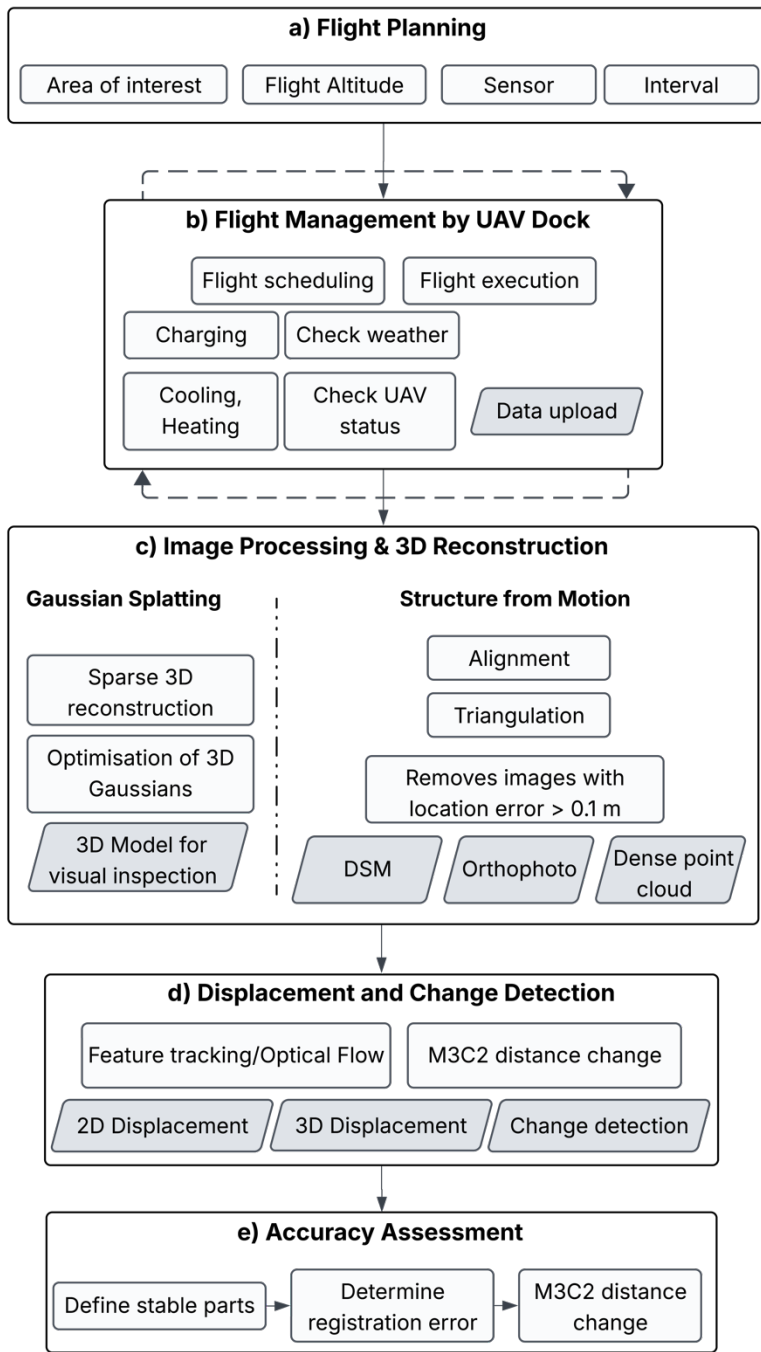 a) Flight Planning
Area of interest
Flight Altitude
Sensor
Interval
b) Flight Management by UAV Dock
Flight scheduling
Flight execution
Charging
Check weather
Cooling,
Heating
Check UAV
status
Data upload
c) Image Processing & 3D Reconstruction
Gaussian Splatting
Sparse 3D
reconstruction
Optimisation of 3D
Gaussians
3D Model for
visual inspection
Structure from Motion
Alignment
Triangulation
Removes images with
location error > 0.1 m
DSM
Orthophoto
Dense point
cloud
d) Displacement and Change Detection
Feature tracking/Optical Flow
M3C2 distance change
2D Displacement
3D Displacement
Change detection
e) Accuracy Assessment
Define stable parts
Determine
registration error
M3C2 distance
change